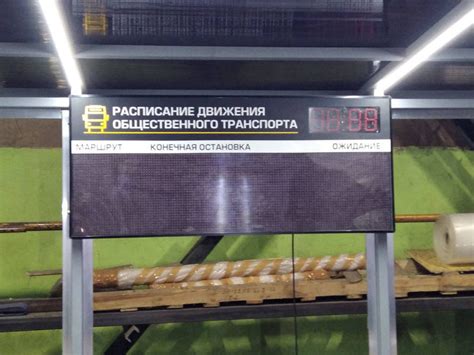 РАСПИСАНИЕ ДВИЖЕНИЯ
ОБЩЕСТВЕННОГО ТРАНСПОРТА
МАРШРУТ КОНЕЧНАЯ ОСТАНОВКА ОЖИДАНИЕ